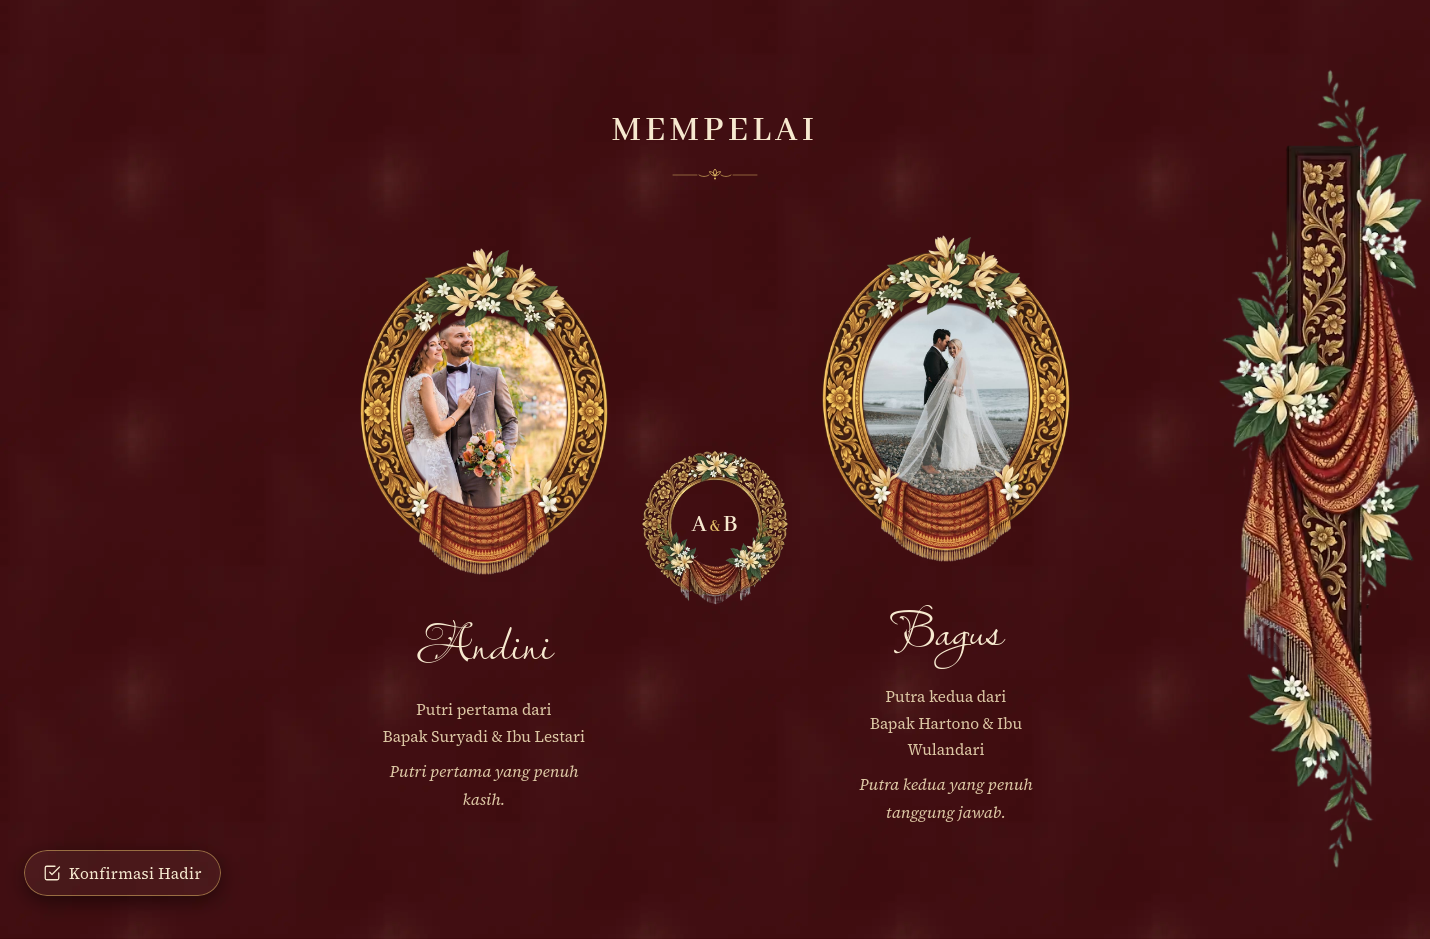 MEMPELAI
A & B
Andini
Putri pertama dari
Bapak Suryadi & Ibu Lestari
Putri pertama yang penuh
kasih.
Bagus
Putra kedua dari
Bapak Hartono & Ibu
Wulandari
Putra kedua yang penuh
tanggung jawab.
Konfirmasi Hadir